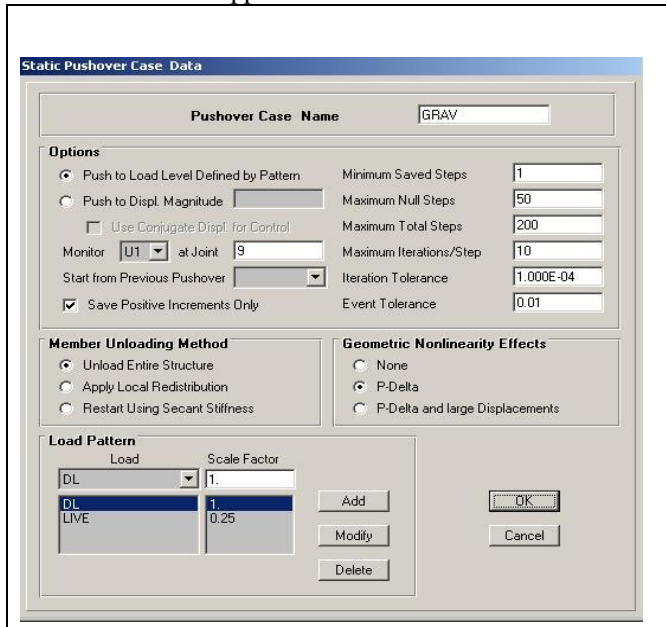 Static Pushover Case Data
Pushover Case Name GRAV
Options
Push to Load Level Defined by Pattern Minimum Saved Steps 1
Push to Displ. Magnitude Maximum Null Steps 50
Use Conjugate Displ. for Control Maximum Total Steps 200
Monitor U1 at Joint 9 Maximum Iterations/Step 10
Start from Previous Pushover Iteration Tolerance 1.000E-04
Save Positive Increments Only Event Tolerance 0.01
Member Unloading Method Geometric Nonlinearity Effects
Unload Entire Structure None
Apply Local Redistribution P-Delta
Restart Using Secant Stiffness P-Delta and large Displacements
Load Pattern
Load Scale Factor
DL 1.
DL 1. Add OK
LIVE 0.25
Modify Cancel
Delete